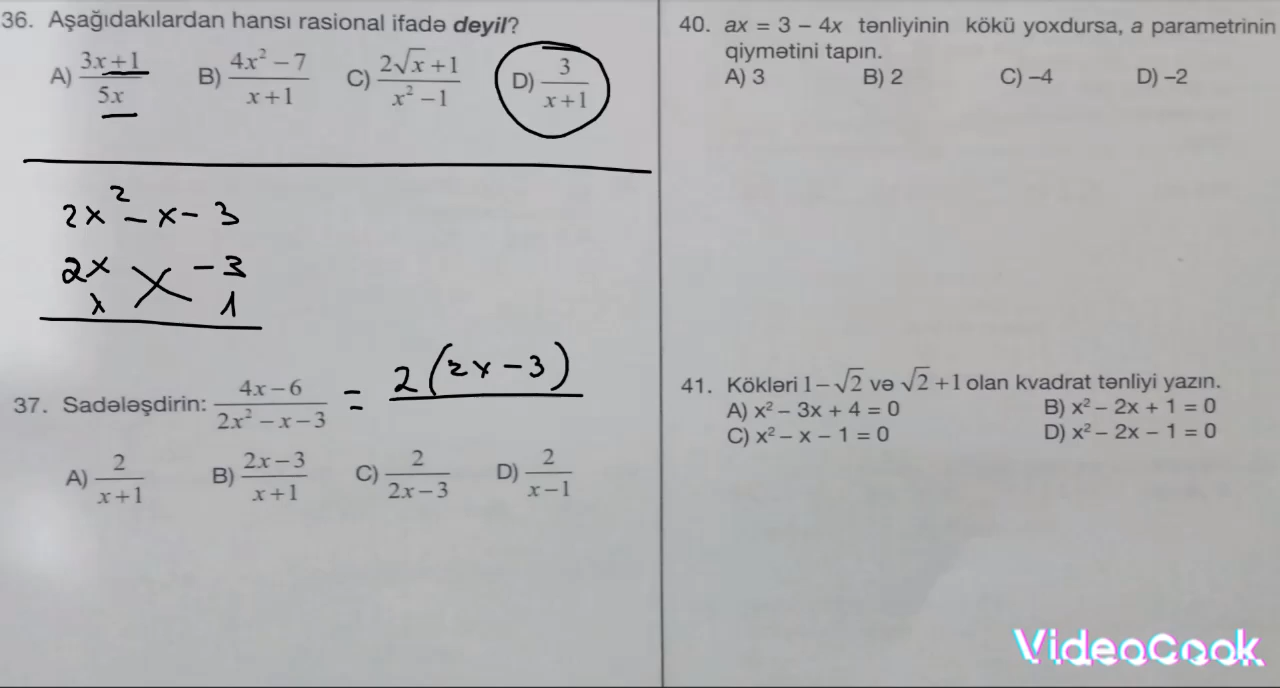 36. Aşağıdakılardan hansı rasional ifadə deyil?
A) (3x+1)/(5x) B) (4x²−7)/(x+1) C) (2√x+1)/(x²−1) D) 3/(x+1)
2x²−x−3
2x −3
x 1
37. Sadələşdirin: (4x−6)/(2x²−x−3) = 2(2x−3)
A) 2/(x+1) B) (2x−3)/(x+1) C) 2/(2x−3) D) 2/(x−1)
40. ax = 3 − 4x tənliyinin kökü yoxdursa, a parametrinin
qiymətini tapın.
A) 3 B) 2 C) −4 D) −2
41. Kökləri 1−√2 və √2+1 olan kvadrat tənliyi yazın.
A) x² − 3x + 4 = 0 B) x² − 2x + 1 = 0
C) x² − x − 1 = 0 D) x² − 2x − 1 = 0
VideoCook